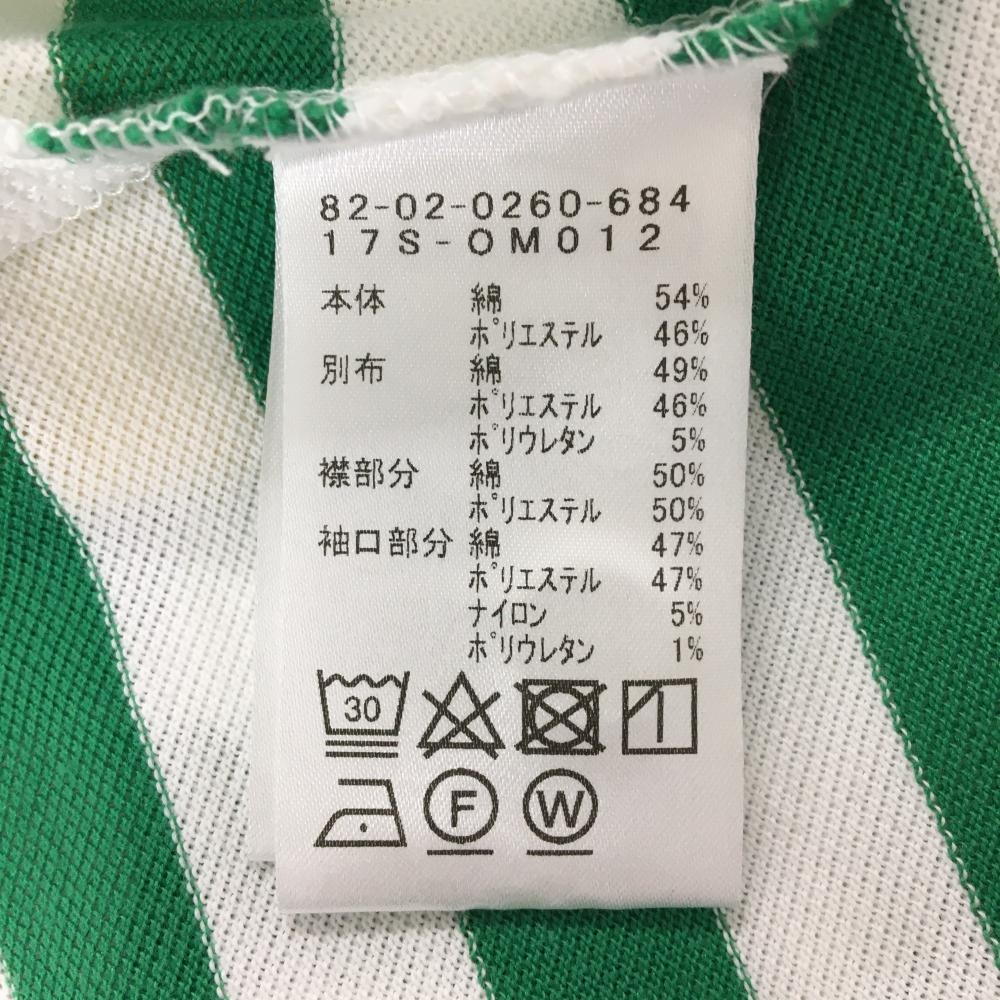 82-02-0260-684
17S-OM012
本体 綿 54%
ポリエステル 46%
別布 綿 49%
ポリエステル 46%
ポリウレタン 5%
襟部分 綿 50%
ポリエステル 50%
袖口部分 綿 47%
ポリエステル 47%
ナイロン 5%
ポリウレタン 1%
30
F W